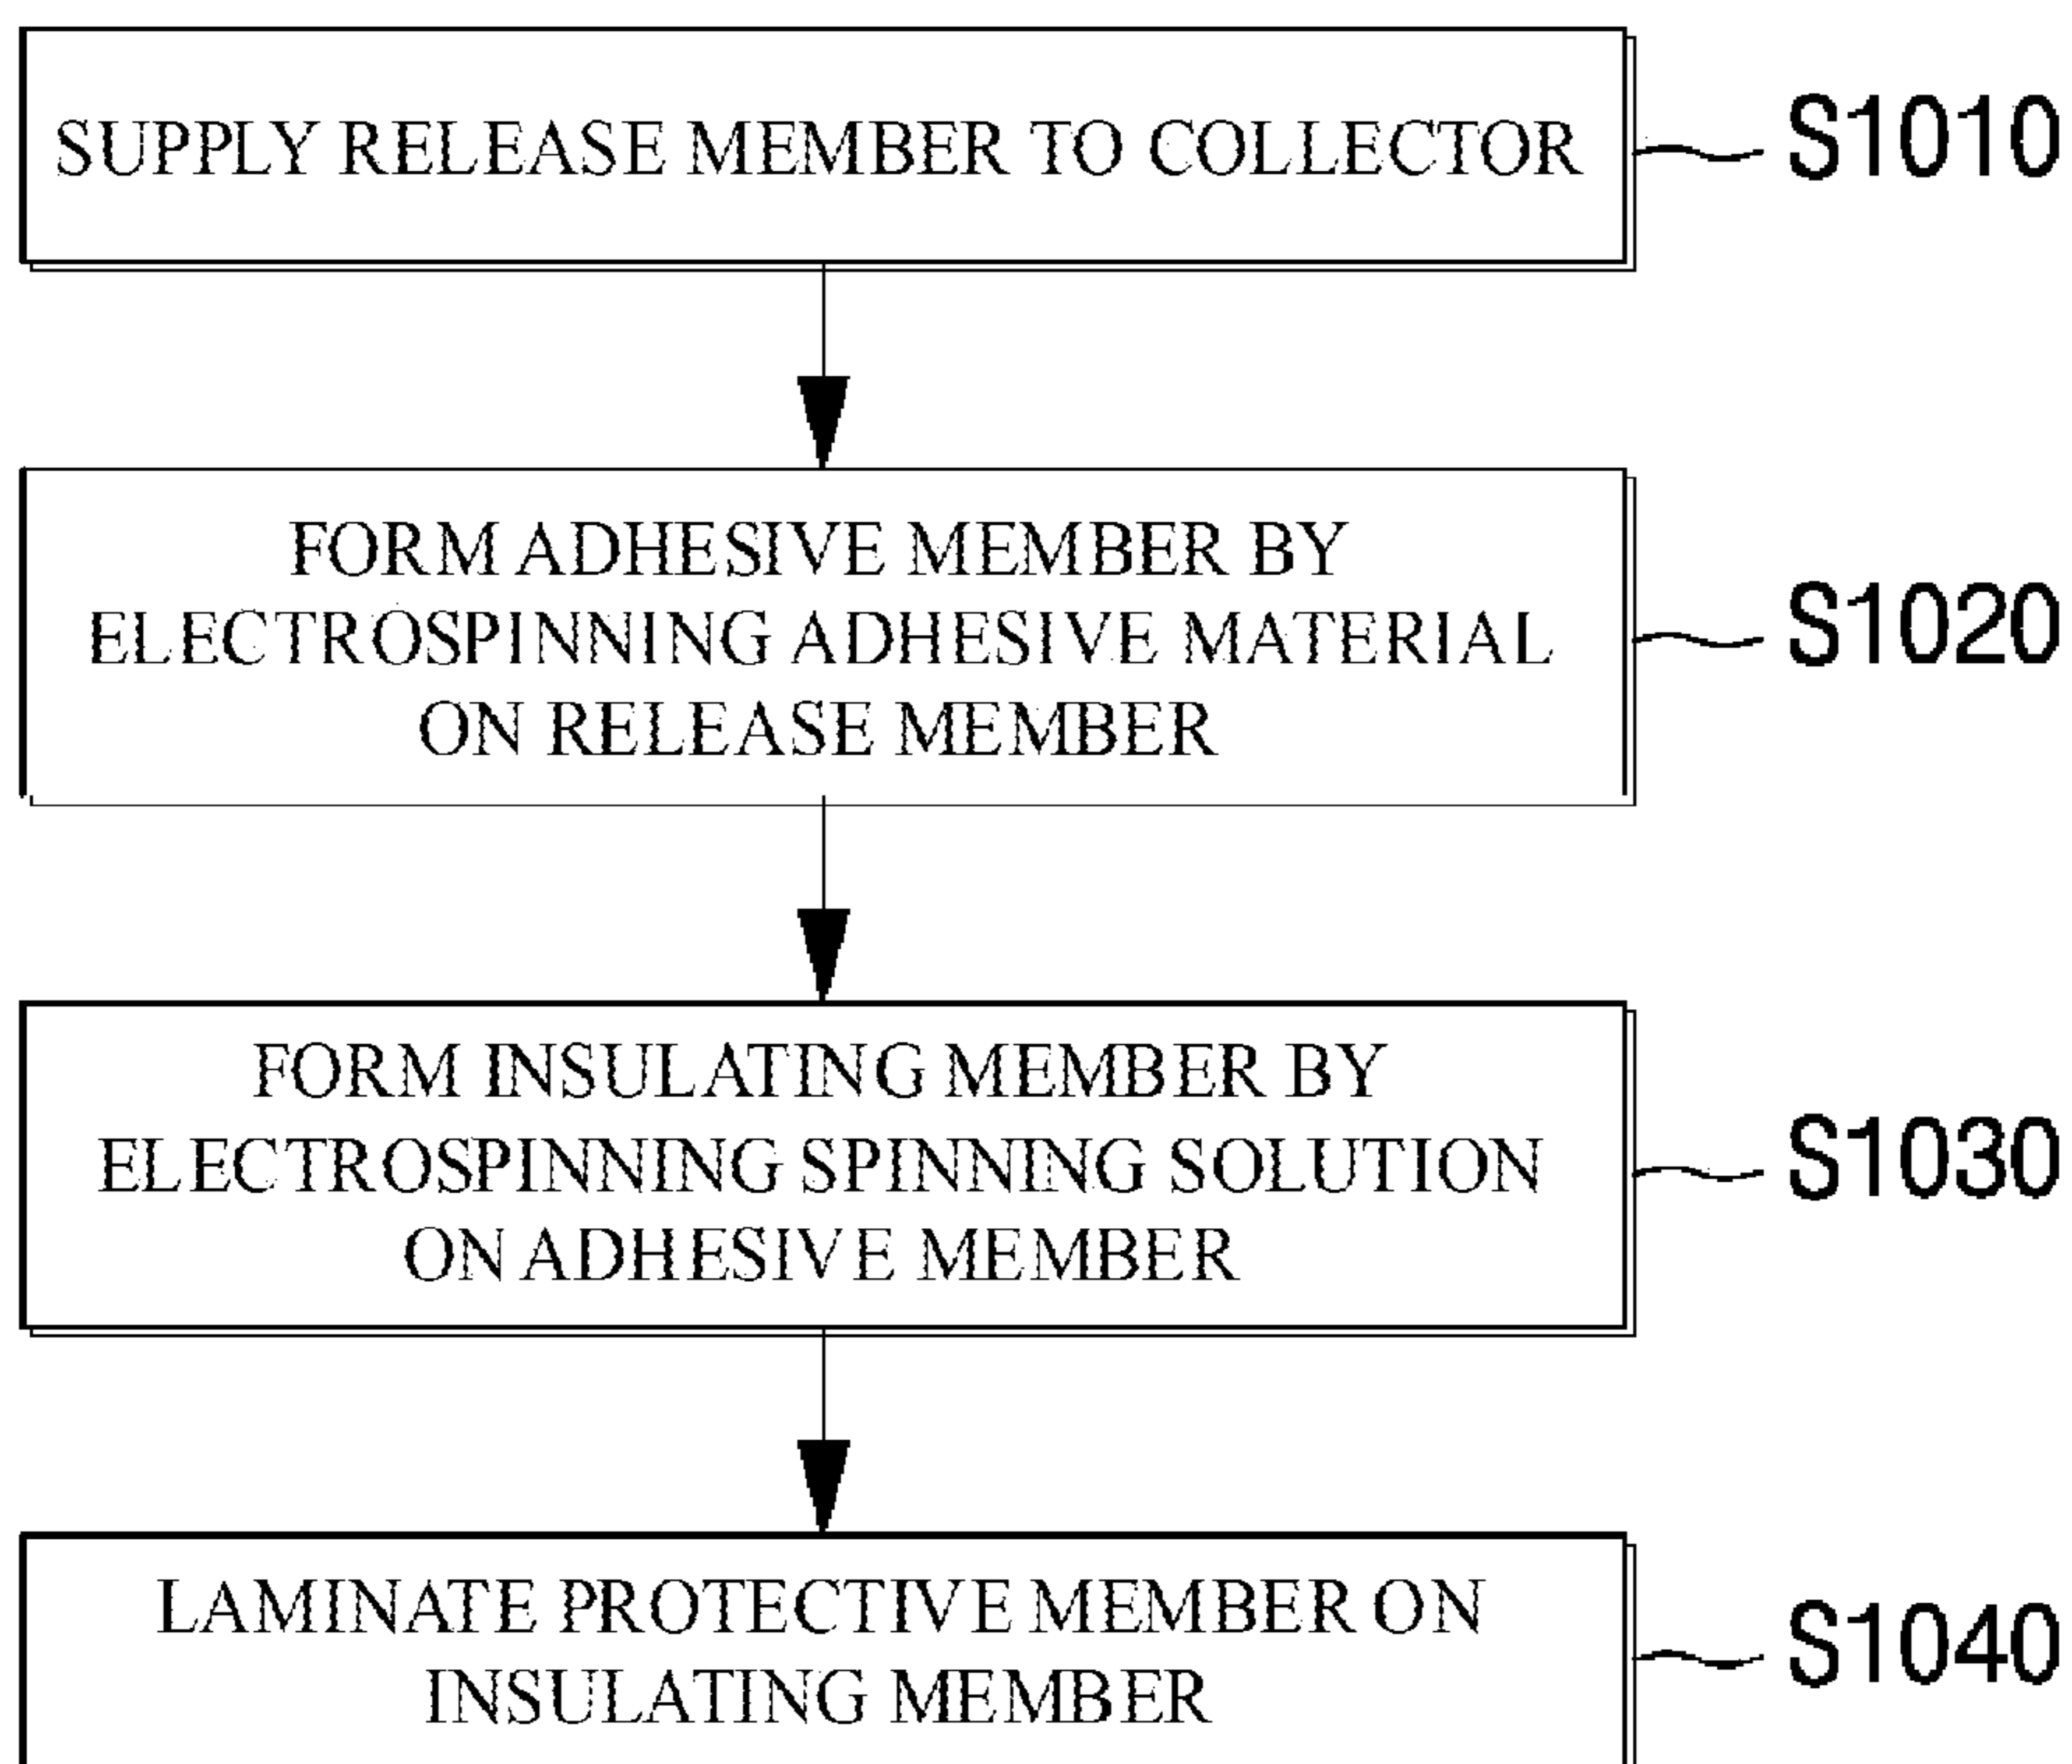 SUPPLY RELEASE MEMBER TO COLLECTOR
S1010
FORM ADHESIVE MEMBER BY
ELECTROSPINNING ADHESIVE MATERIAL
ON RELEASE MEMBER
S1020
FORM INSULATING MEMBER BY
ELECTROSPINNING SPINNING SOLUTION
ON ADHESIVE MEMBER
S1030
LAMINATE PROTECTIVE MEMBER ON
INSULATING MEMBER
S1040